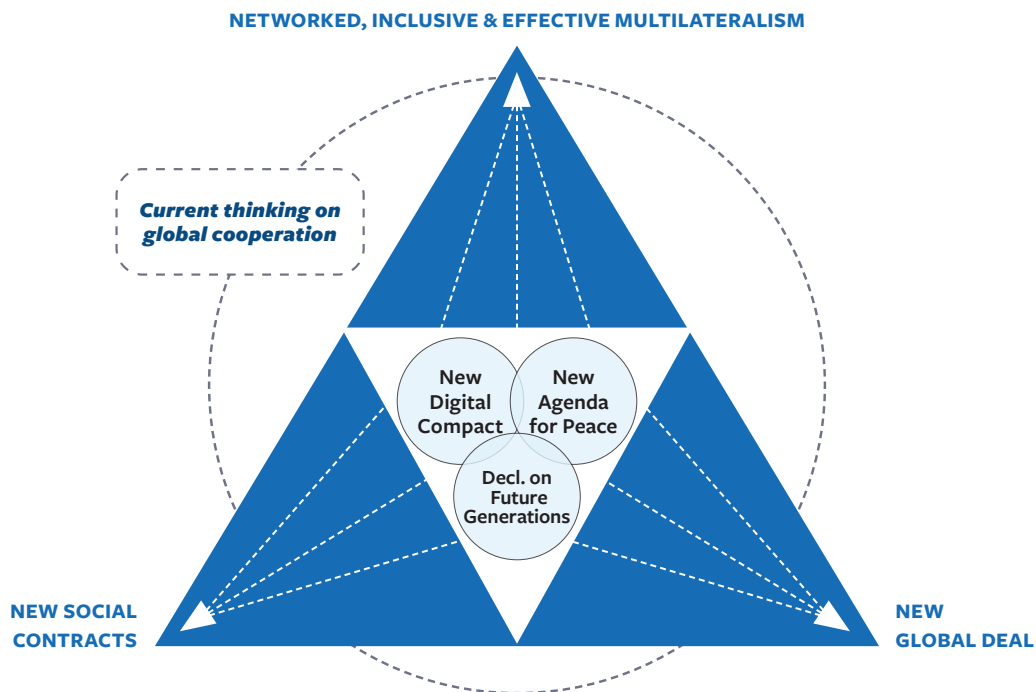 NETWORKED, INCLUSIVE & EFFECTIVE MULTILATERALISM
Current thinking on
global cooperation
New
Digital
Compact
New
Agenda
for Peace
Decl. on
Future
Generations
NEW SOCIAL
CONTRACTS
NEW
GLOBAL DEAL